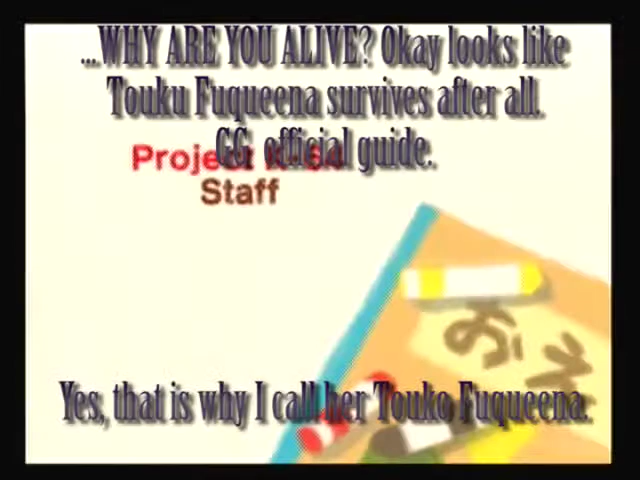 ...WHY ARE YOU ALIVE? Okay looks like
Touku Fuqueena survives after all.
GG official guide.
Project
Staff
Yes, that is why I call her Touko Fuqueena.